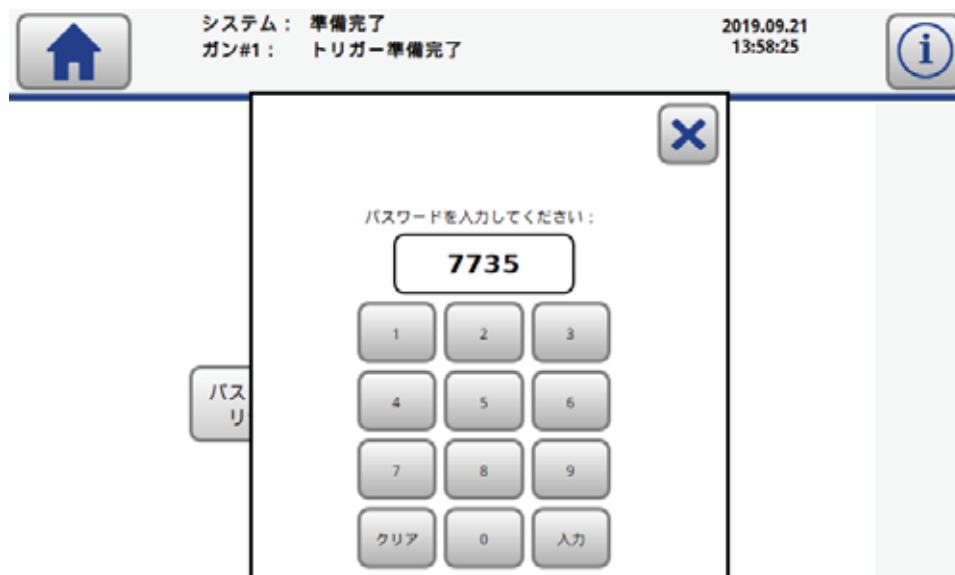 システム： 準備完了
ガン#1： トリガー準備完了
2019.09.21
13:58:25
i
パスワードを入力してください：
7735
1 2 3
4 5 6
7 8 9
クリア 0 入力
パス
リ